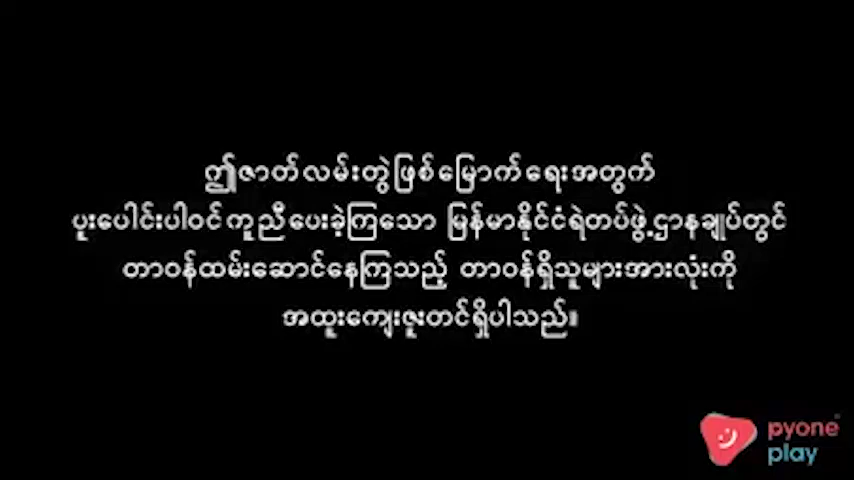 ဤဇာတ်လမ်းတွဲဖြစ်မြောက်ရေးအတွက်
ပူးပေါင်းပါဝင်ကူညီပေးခဲ့ကြသော မြန်မာနိုင်ငံရဲတပ်ဖွဲ့ဌာနချုပ်တွင်
တာဝန်ထမ်းဆောင်နေကြသည့် တာဝန်ရှိသူများအားလုံးကို
အထူးကျေးဇူးတင်ရှိပါသည်။
pyone
play